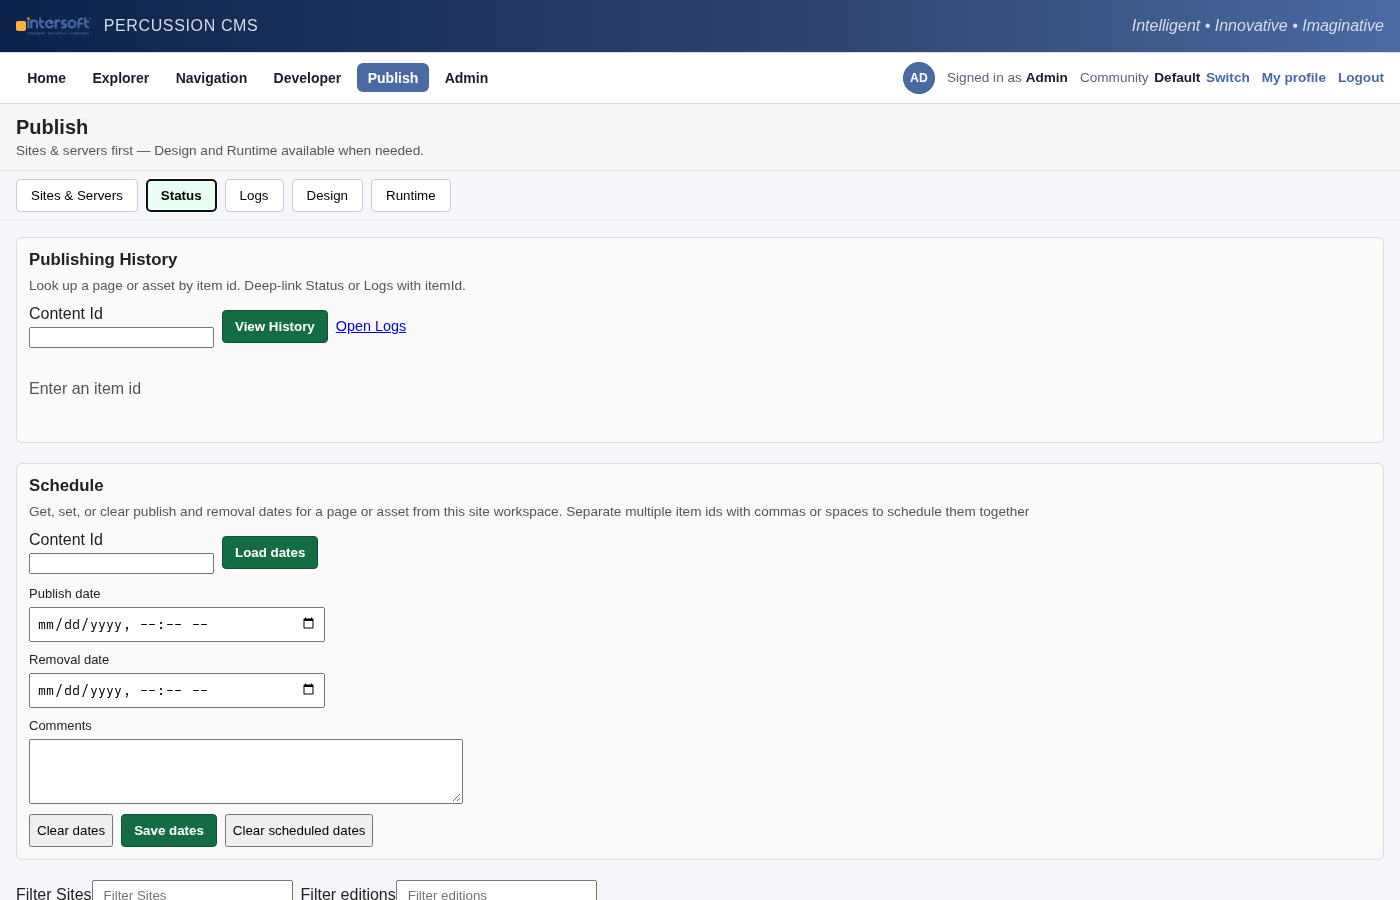 intersoft
PERCUSSION CMS
Intelligent • Innovative • Imaginative
Home
Explorer
Navigation
Developer
Publish
Admin
AD
Signed in as Admin
Community Default
Switch
My profile
Logout
Publish
Sites & servers first — Design and Runtime available when needed.
Sites & Servers
Status
Logs
Design
Runtime
Publishing History
Look up a page or asset by item id. Deep-link Status or Logs with itemId.
Content Id
View History
Open Logs
Enter an item id
Schedule
Get, set, or clear publish and removal dates for a page or asset from this site workspace. Separate multiple item ids with commas or spaces to schedule them together
Content Id
Load dates
Publish date
mm/dd/yyyy, --:-- --
Removal date
mm/dd/yyyy, --:-- --
Comments
Clear dates
Save dates
Clear scheduled dates
Filter Sites
Filter Sites
Filter editions
Filter editions